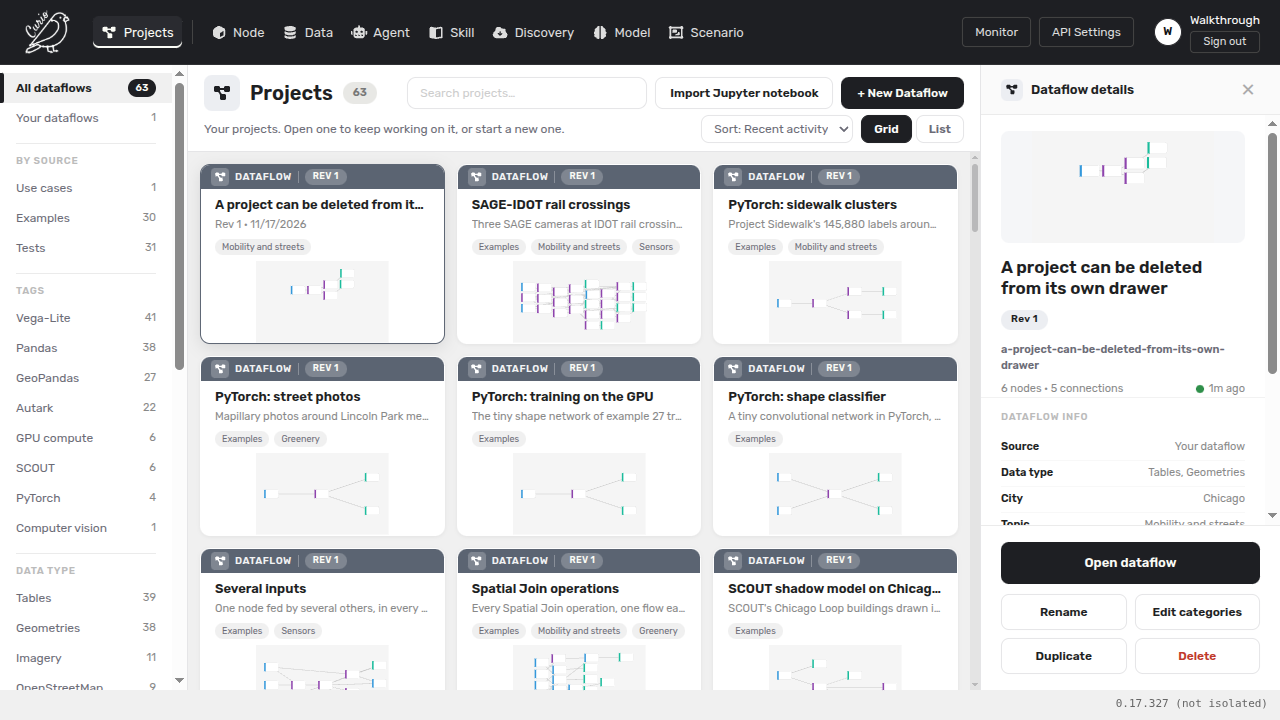 Curio
Projects
Node
Data
Agent
Skill
Discovery
Model
Scenario
Monitor
API Settings
W
Walkthrough
Sign out
All dataflows 63
Your dataflows 1
BY SOURCE
Use cases 1
Examples 30
Tests 31
TAGS
Vega-Lite 41
Pandas 38
GeoPandas 27
Autark 22
GPU compute 6
SCOUT 6
PyTorch 4
Computer vision 1
DATA TYPE
Tables 39
Geometries 38
Imagery 11
OpenStreetMap 9
Projects 63
Search projects...
Import Jupyter notebook
+ New Dataflow
Your projects. Open one to keep working on it, or start a new one.
Sort: Recent activity
Grid
List
DATAFLOW REV 1
A project can be deleted from it...
Rev 1 • 11/17/2026
Mobility and streets
DATAFLOW REV 1
SAGE-IDOT rail crossings
Three SAGE cameras at IDOT rail crossin...
Examples Mobility and streets Sensors
DATAFLOW REV 1
PyTorch: sidewalk clusters
Project Sidewalk's 145,880 labels aroun...
Examples Mobility and streets
DATAFLOW REV 1
PyTorch: street photos
Mapillary photos around Lincoln Park me...
Examples Greenery
DATAFLOW REV 1
PyTorch: training on the GPU
The tiny shape network of example 27 tr...
Examples
DATAFLOW REV 1
PyTorch: shape classifier
A tiny convolutional network in PyTorch, ...
Examples
DATAFLOW REV 1
Several inputs
One node fed by several others, in every ...
Examples Sensors
DATAFLOW REV 1
Spatial Join operations
Every Spatial Join operation, one flow ea...
Examples Mobility and streets Greenery
DATAFLOW REV 1
SCOUT shadow model on Chicag...
SCOUT's Chicago Loop buildings drawn i...
Examples
Dataflow details
A project can be deleted
from its own drawer
Rev 1
a-project-can-be-deleted-from-its-own-
drawer
6 nodes • 5 connections 1m ago
DATAFLOW INFO
Source Your dataflow
Data type Tables, Geometries
City Chicago
Topic Mobility and streets
Open dataflow
Rename
Edit categories
Duplicate
Delete
0.17.327 (not isolated)